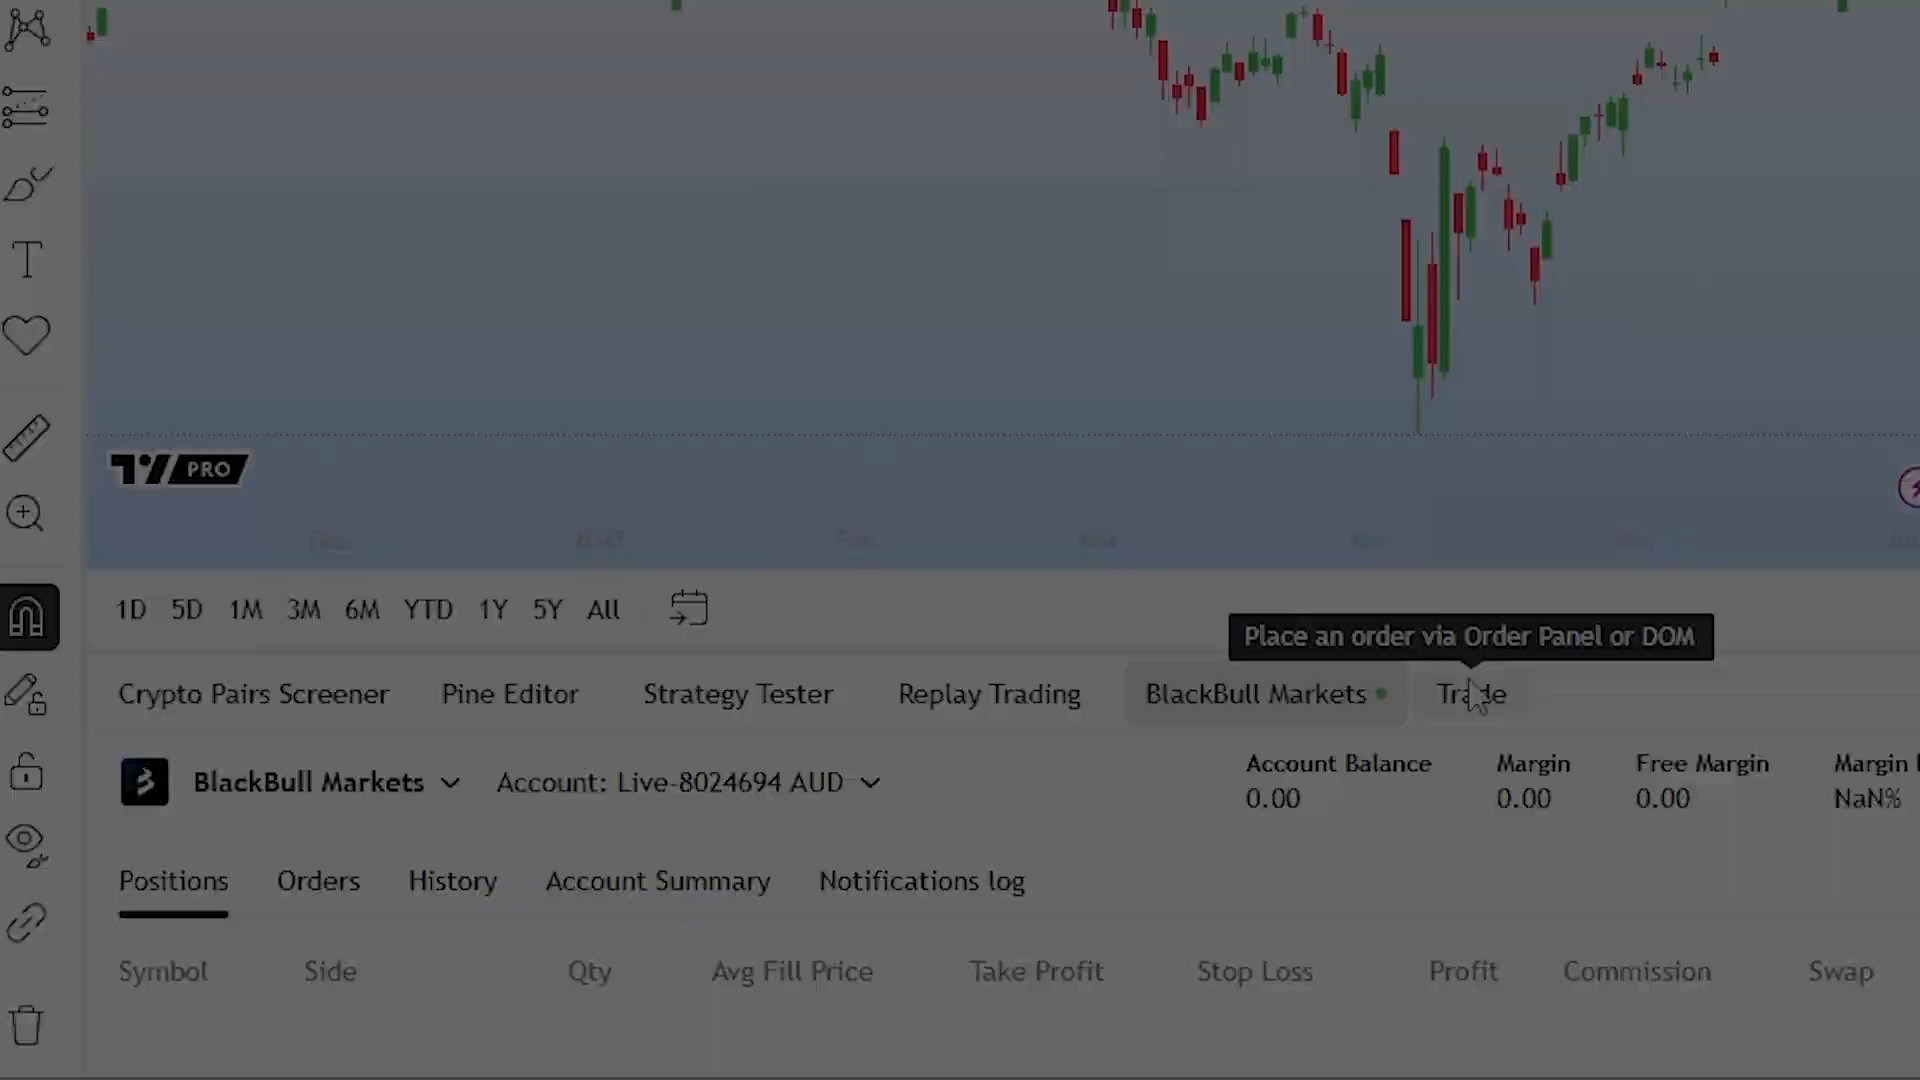 PRO
1D 5D 1M 3M 6M YTD 1Y 5Y All
Place an order via Order Panel or DOM
Crypto Pairs Screener Pine Editor Strategy Tester Replay Trading BlackBull Markets Trade
BlackBull Markets Account: Live-8024694 AUD
Account Balance Margin Free Margin Margin
0.00 0.00 0.00 NaN%
Positions Orders History Account Summary Notifications log
Symbol Side Qty Avg Fill Price Take Profit Stop Loss Profit Commission Swap